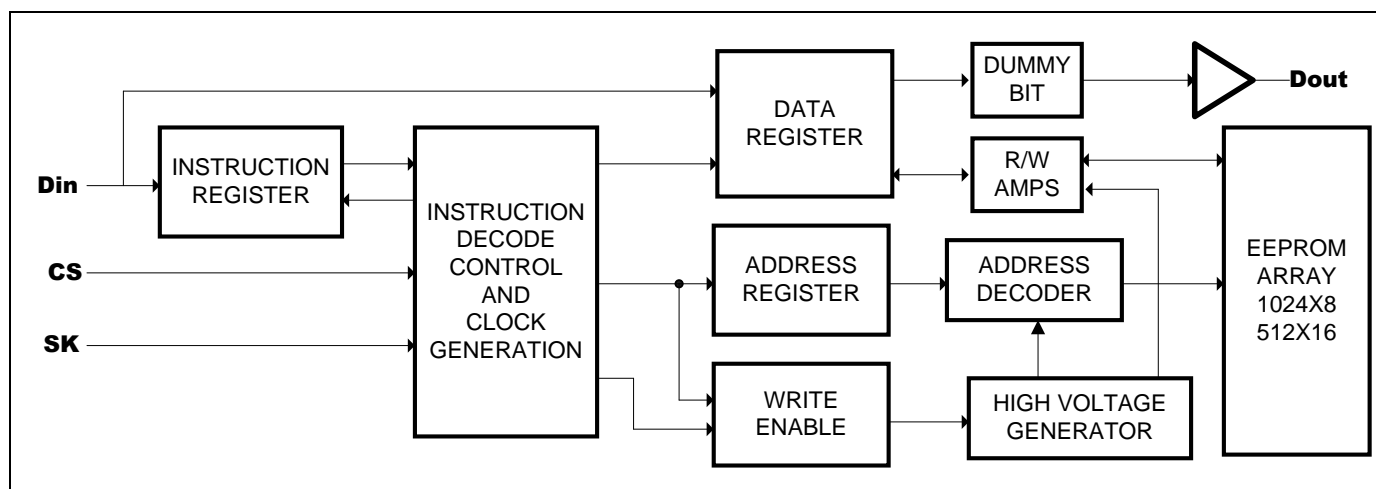 DUMMY
BIT
Dout
DATA
REGISTER
INSTRUCTION
REGISTER
Din
R/W
AMPS
INSTRUCTION
DECODE
CONTROL
AND
CLOCK
GENERATION
CS
SK
ADDRESS
REGISTER
ADDRESS
DECODER
EEPROM
ARRAY
1024X8
512X16
WRITE
ENABLE
HIGH VOLTAGE
GENERATOR